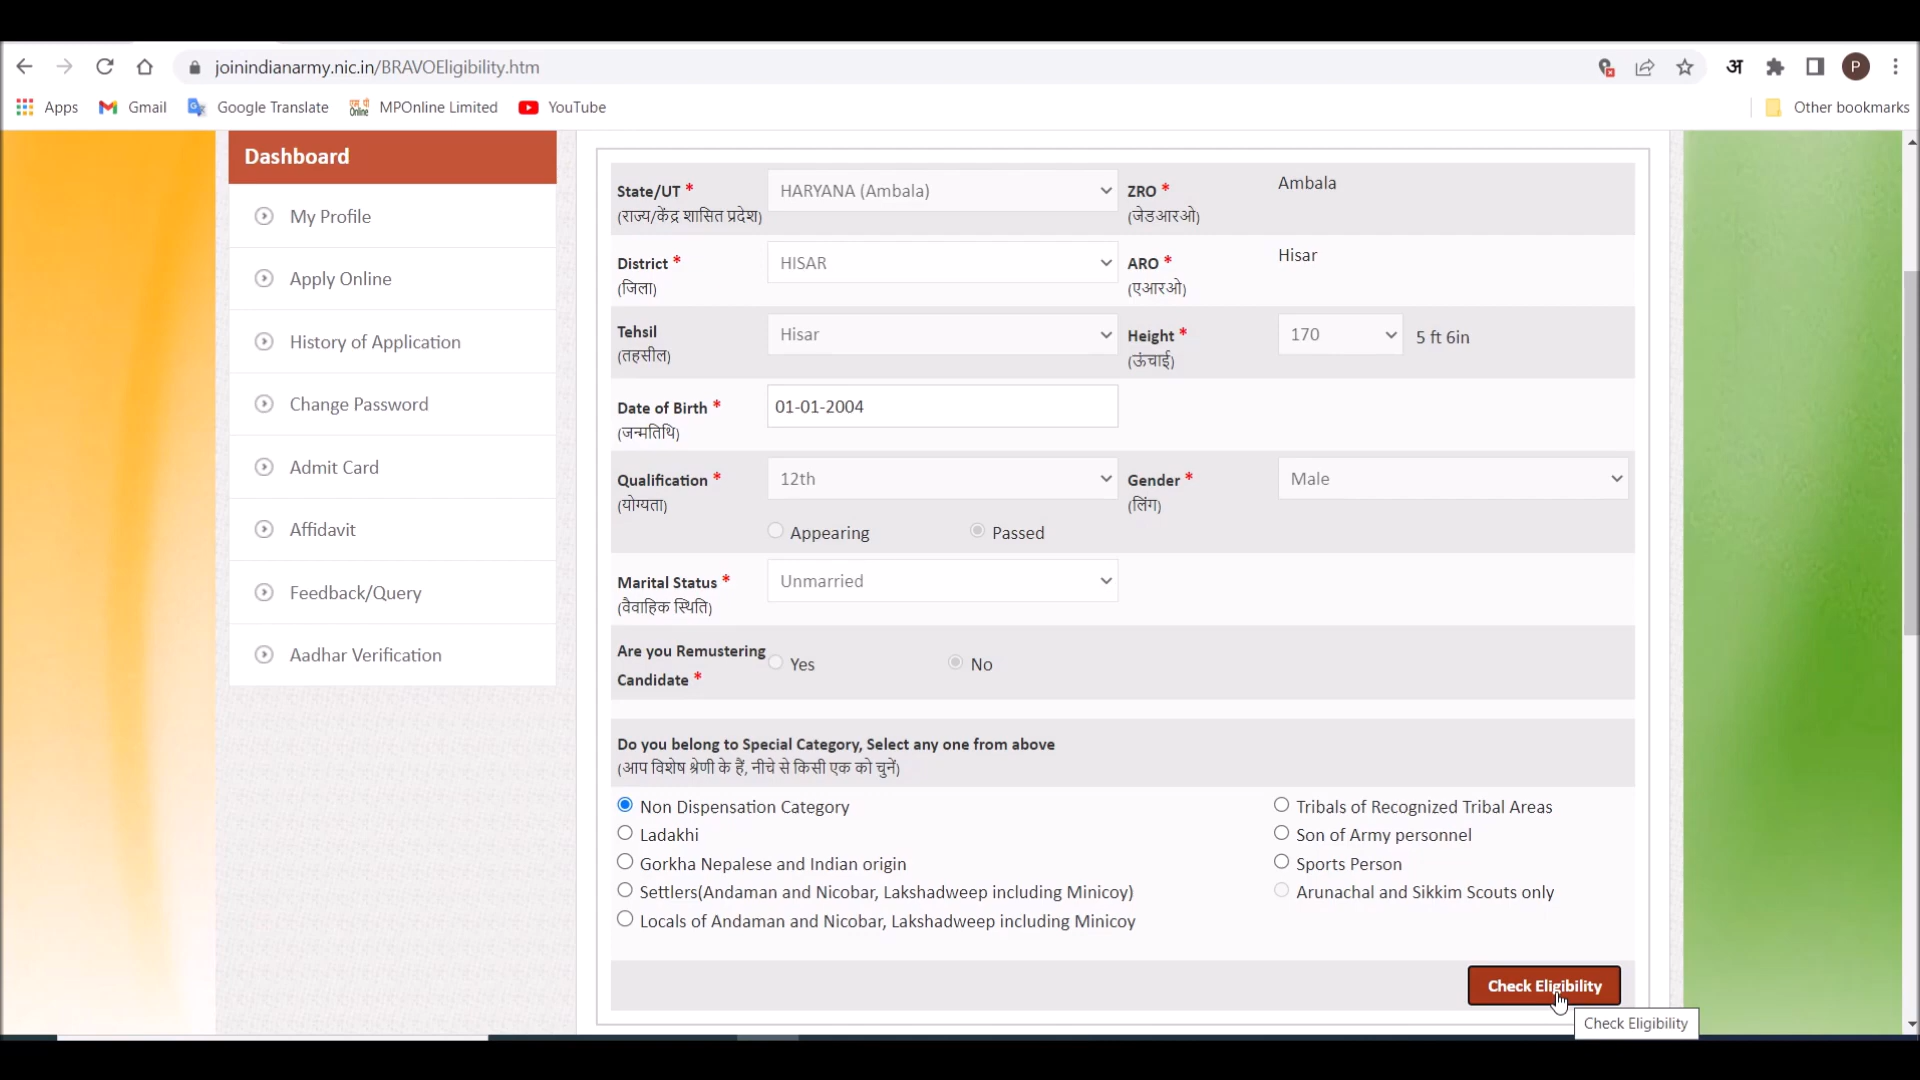 joinindianarmy.nic.in/BRAVOEligibility.htm
अ
P
Apps
Gmail
Google Translate
MPOnline Limited
YouTube
Other bookmarks
Dashboard
My Profile
Apply Online
History of Application
Change Password
Admit Card
Affidavit
Feedback/Query
Aadhar Verification
State/UT * HARYANA (Ambala) ZRO * Ambala
(राज्य/केंद्र शासित प्रदेश) (जेडआरओ)
District * HISAR ARO * Hisar
(जिला) (एआरओ)
Tehsil Hisar Height * 170 5 ft 6in
(तहसील) (ऊंचाई)
Date of Birth * 01-01-2004
(जन्मतिथि)
Qualification * 12th Gender * Male
(योग्यता) (लिंग)
Appearing Passed
Marital Status * Unmarried
(वैवाहिक स्थिति)
Are you Remustering Yes No
Candidate *
Do you belong to Special Category, Select any one from above
(आप विशेष श्रेणी के हैं, नीचे से किसी एक को चुनें)
Non Dispensation Category Tribals of Recognized Tribal Areas
Ladakhi Son of Army personnel
Gorkha Nepalese and Indian origin Sports Person
Settlers(Andaman and Nicobar, Lakshadweep including Minicoy) Arunachal and Sikkim Scouts only
Locals of Andaman and Nicobar, Lakshadweep including Minicoy
Check Eligibility
Check Eligibility